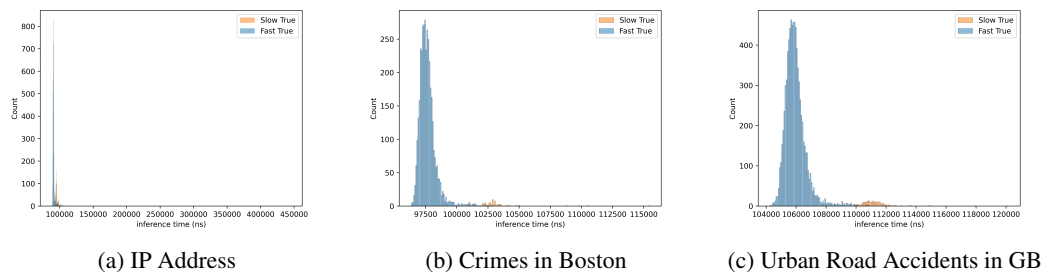 Slow True
Fast True
800
700
600
500
400
300
200
100
0
Count
100000 150000 200000 250000 300000 350000 400000 450000
inference time (ns)
(a) IP Address
Slow True
Fast True
250
200
150
100
50
0
Count
97500 100000 102500 105000 107500 110000 112500 115000
inference time (ns)
(b) Crimes in Boston
Slow True
Fast True
400
300
200
100
0
Count
104000 106000 108000 110000 112000 114000 116000 118000 120000
inference time (ns)
(c) Urban Road Accidents in GB